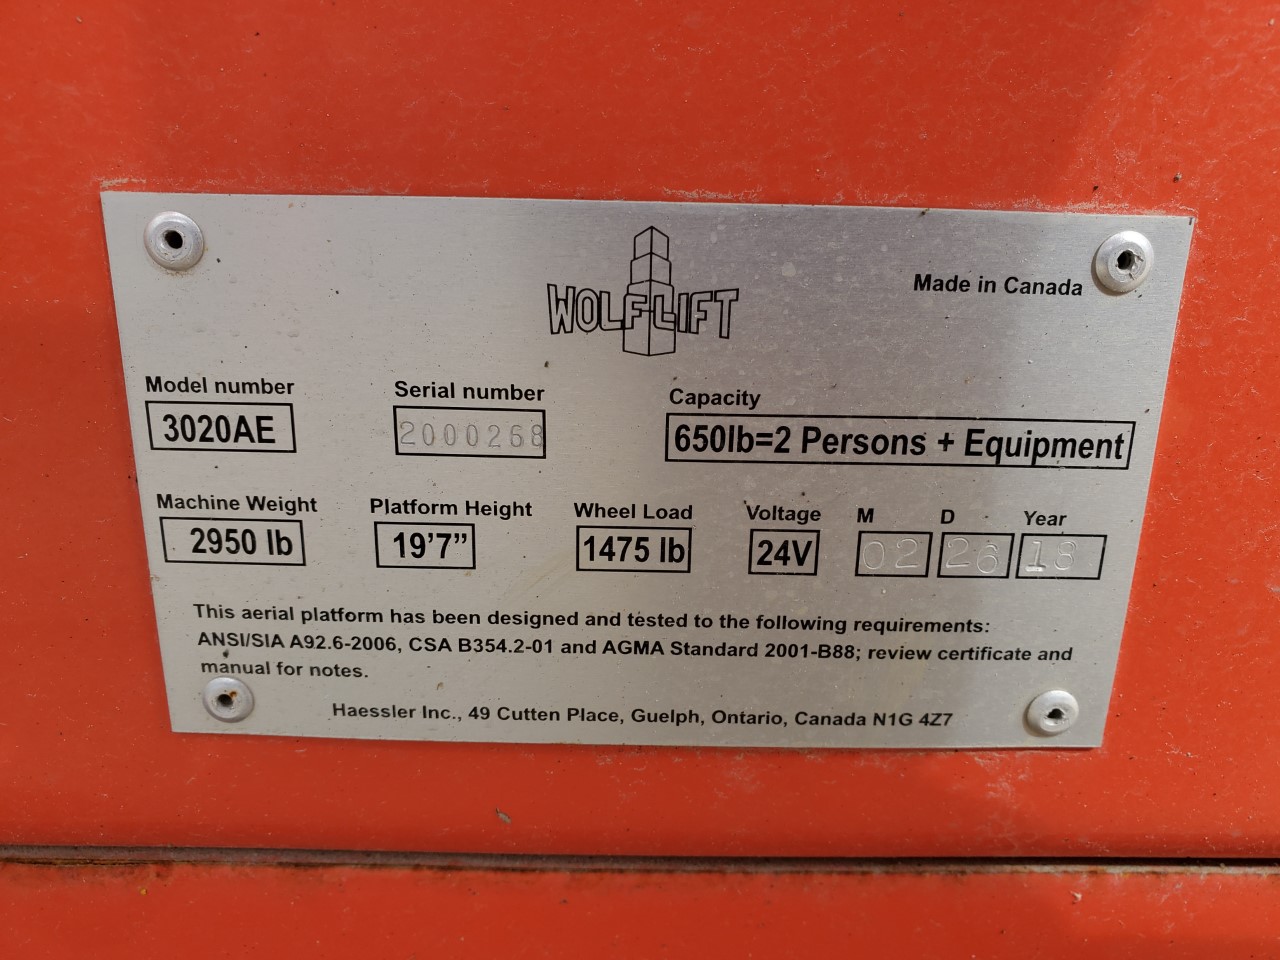 WOLFLIFT
Made in Canada
Model number
3020AE
Serial number
2000268
Capacity
650lb=2 Persons + Equipment
Machine Weight
2950 lb
Platform Height
19'7”
Wheel Load
1475 lb
Voltage
24V
M
02
D
26
Year
18
This aerial platform has been designed and tested to the following requirements:
ANSI/SIA A92.6-2006, CSA B354.2-01 and AGMA Standard 2001-B88; review certificate and
manual for notes.
Haessler Inc., 49 Cutten Place, Guelph, Ontario, Canada N1G 4Z7